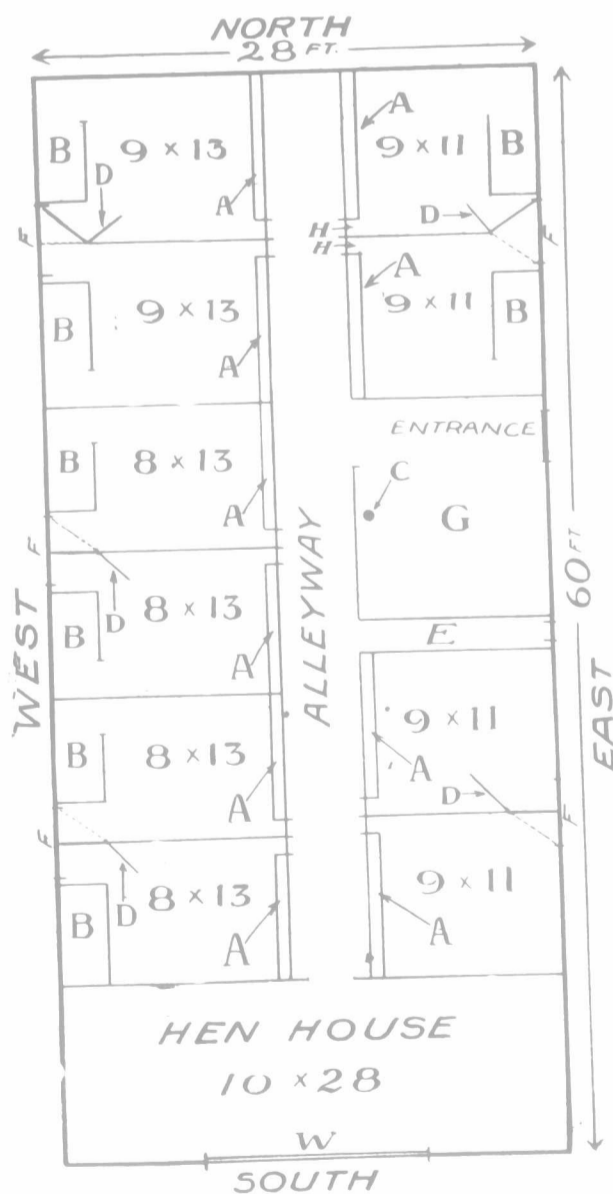 NORTH
28 FT.
B 9 × 13 D A
A 9 × 11 B D
F
H
H
F
B 9 × 13 A
A 9 × 11 B
ENTRANCE
B 8 × 13 A
C G
F
D
B 8 × 13 A
E
WEST
ALLEYWAY
60 FT
EAST
B 8 × 13 A
9 × 11 A D
F
F
B D 8 × 13 A
9 × 11 A
HEN HOUSE
10 × 28
W
SOUTH